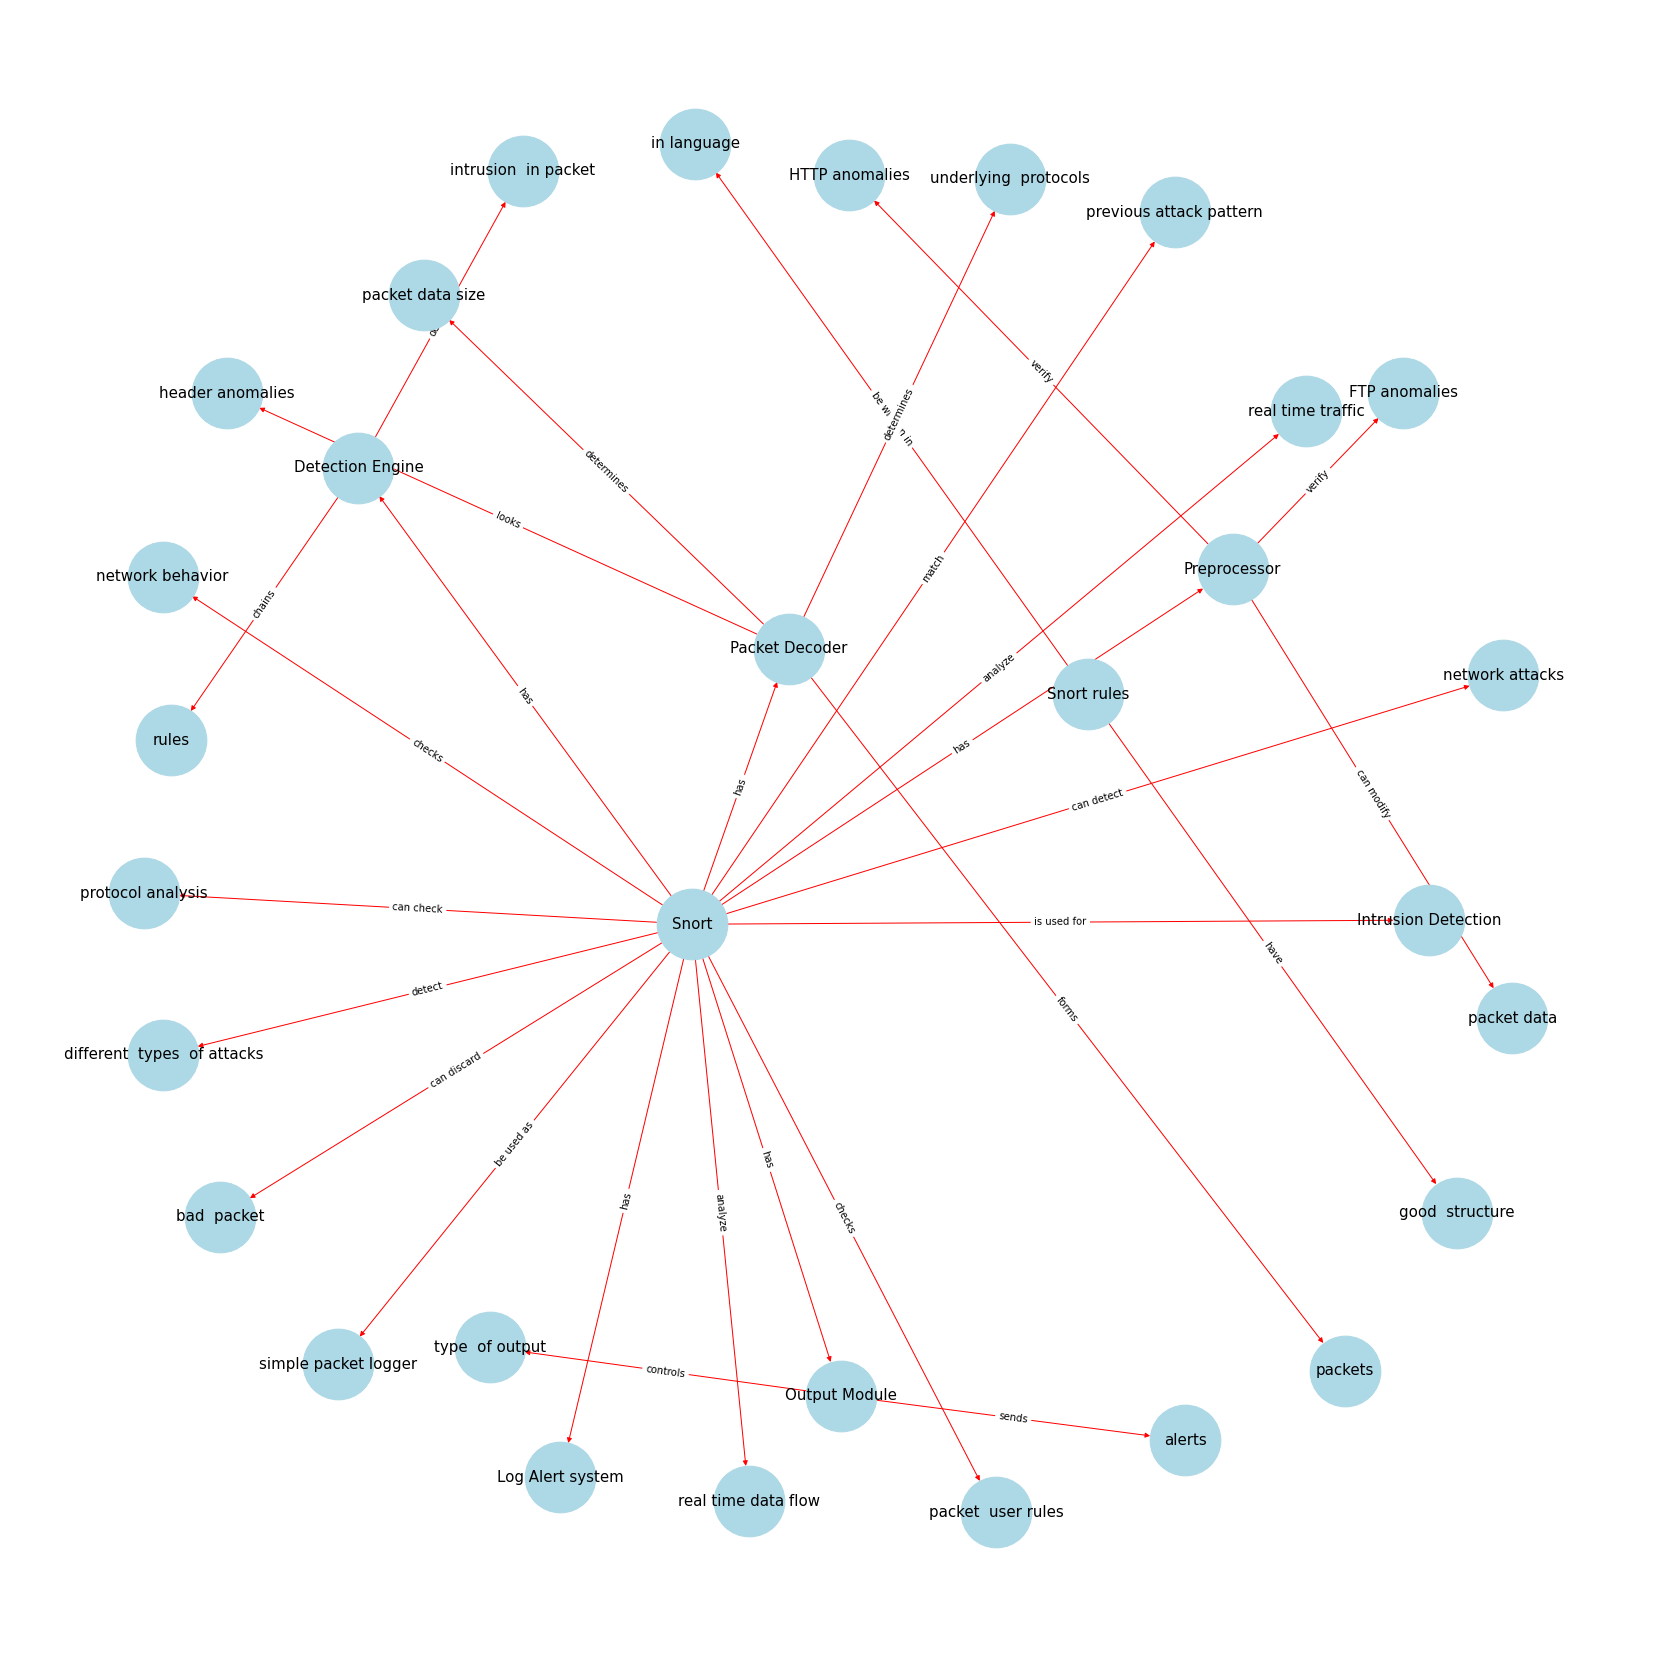 in language
intrusion  in packet
HTTP anomalies
underlying  protocols
previous attack pattern
packet data size
verify
header anomalies
real time traffic
FTP anomalies
determines
Detection Engine
determines
verify
looks
match
Preprocessor
network behavior
chains
Packet Decoder
analyze
network attacks
has
Snort rules
rules
checks
has
has
can modify
can detect
protocol analysis
can check
Snort
is used for
Intrusion Detection
have
detect
forms
packet data
different  types  of attacks
can discard
be used as
has
has
analyze
checks
bad  packet
good  structure
type  of output
simple packet logger
controls
packets
Output Module
sends
alerts
Log Alert system
real time data flow
packet  user rules